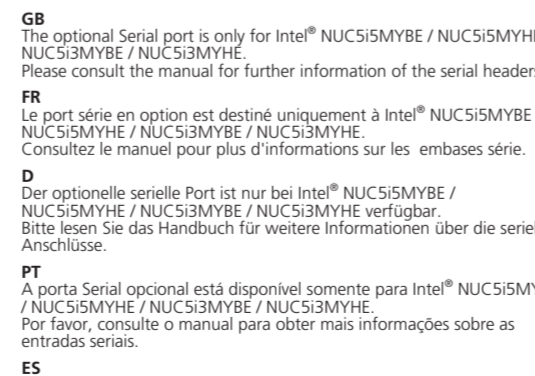 GB
The optional Serial port is only for Intel® NUC5i5MYBE / NUC5i5MYH
NUC5i3MYBE / NUC5i3MYHE.
Please consult the manual for further information of the serial header
FR
Le port série en option est destiné uniquement à Intel® NUC5i5MYBE
NUC5i5MYHE / NUC5i3MYBE / NUC5i3MYHE.
Consultez le manuel pour plus d'informations sur les embases série.
D
Der optionelle serielle Port ist nur bei Intel® NUC5i5MYBE /
NUC5i5MYHE / NUC5i3MYBE / NUC5i3MYHE verfügbar.
Bitte lesen Sie das Handbuch für weitere Informationen über die seriel
Anschlüsse.
PT
A porta Serial opcional está disponível somente para Intel® NUC5i5MY
/ NUC5i5MYHE / NUC5i3MYBE / NUC5i3MYHE.
Por favor, consulte o manual para obter mais informações sobre as
entradas seriais.
ES